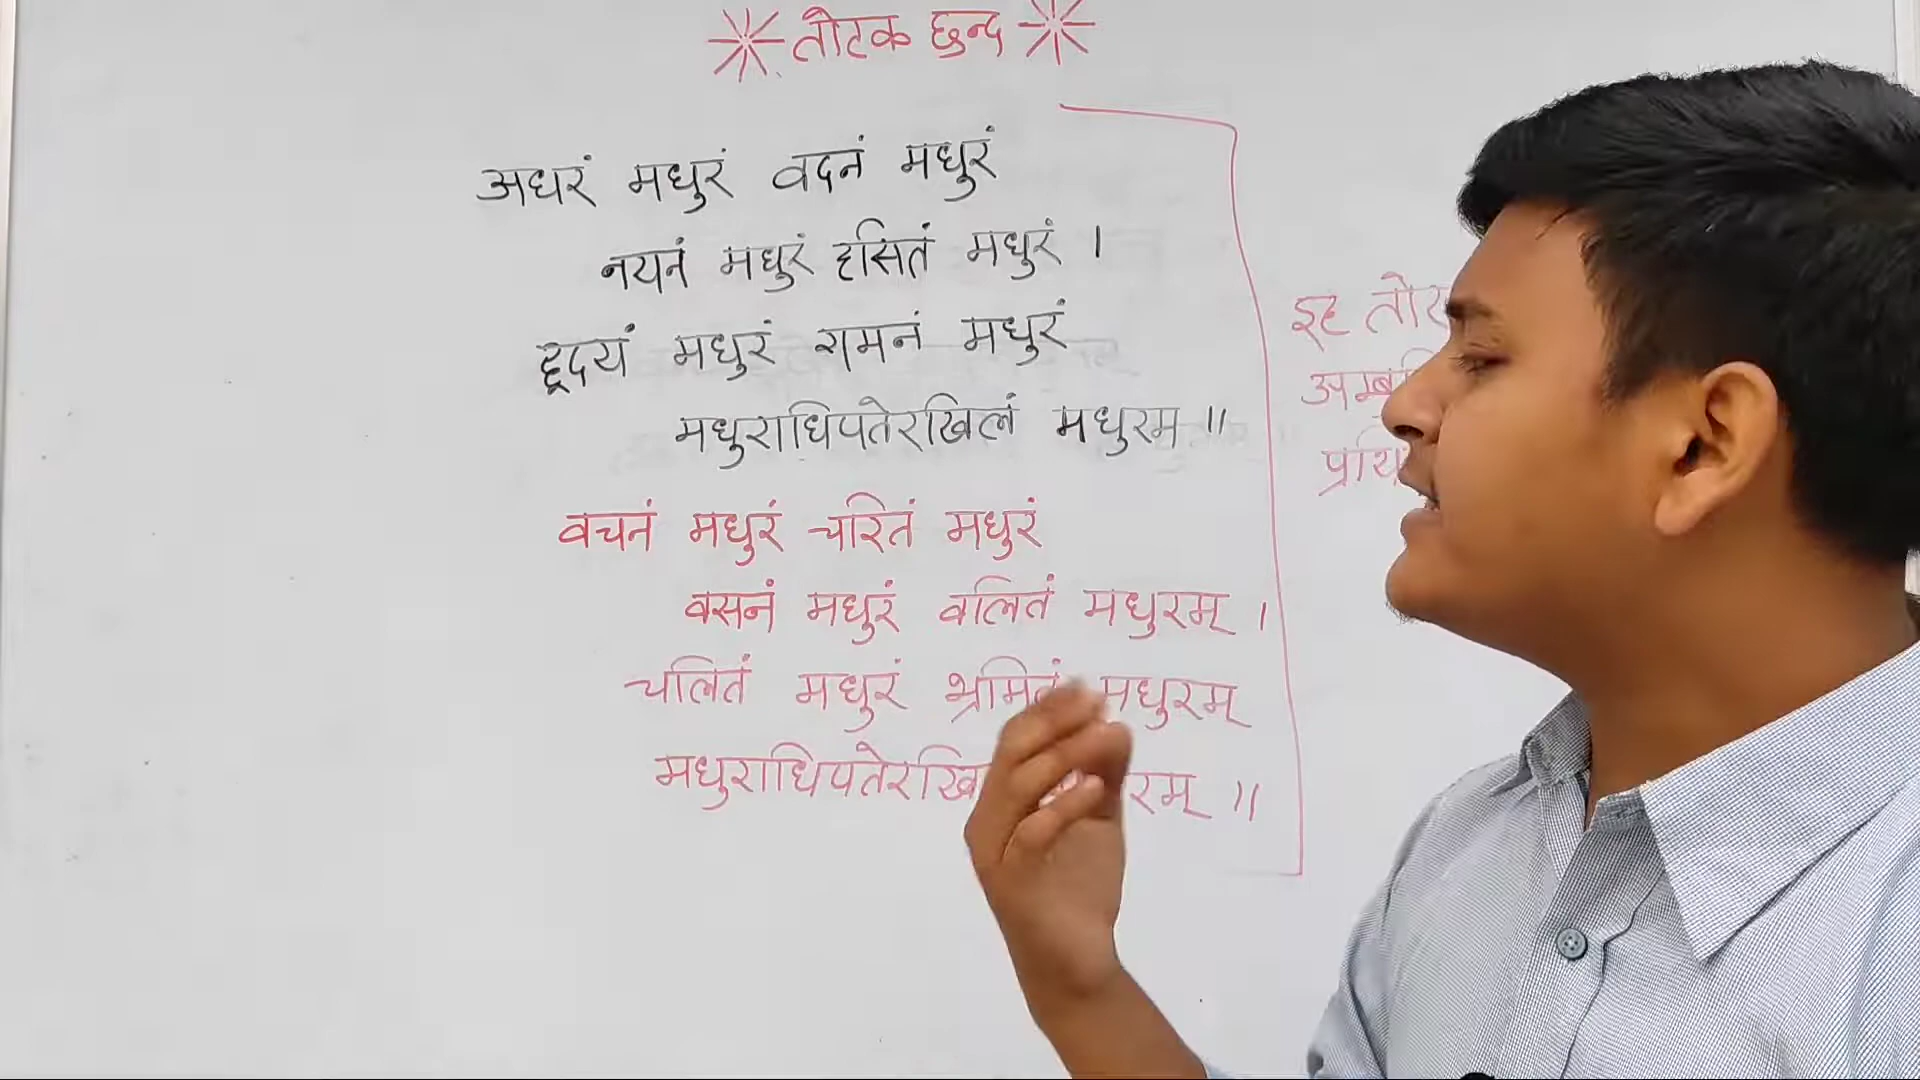 तोटक छन्द
अधरं मधुरं वदनं मधुरं
नयनं मधुरं हसितं मधुरं ।
हृदयं मधुरं गमनं मधुरं
मधुराधिपतेरखिलं मधुरम ॥
वचनं मधुरं चरितं मधुरं
वसनं मधुरं वलितं मधुरम् ।
चलितं मधुरं भ्रमितं मधुरम्
मधुराधिपतेरखि रम् ॥
इह